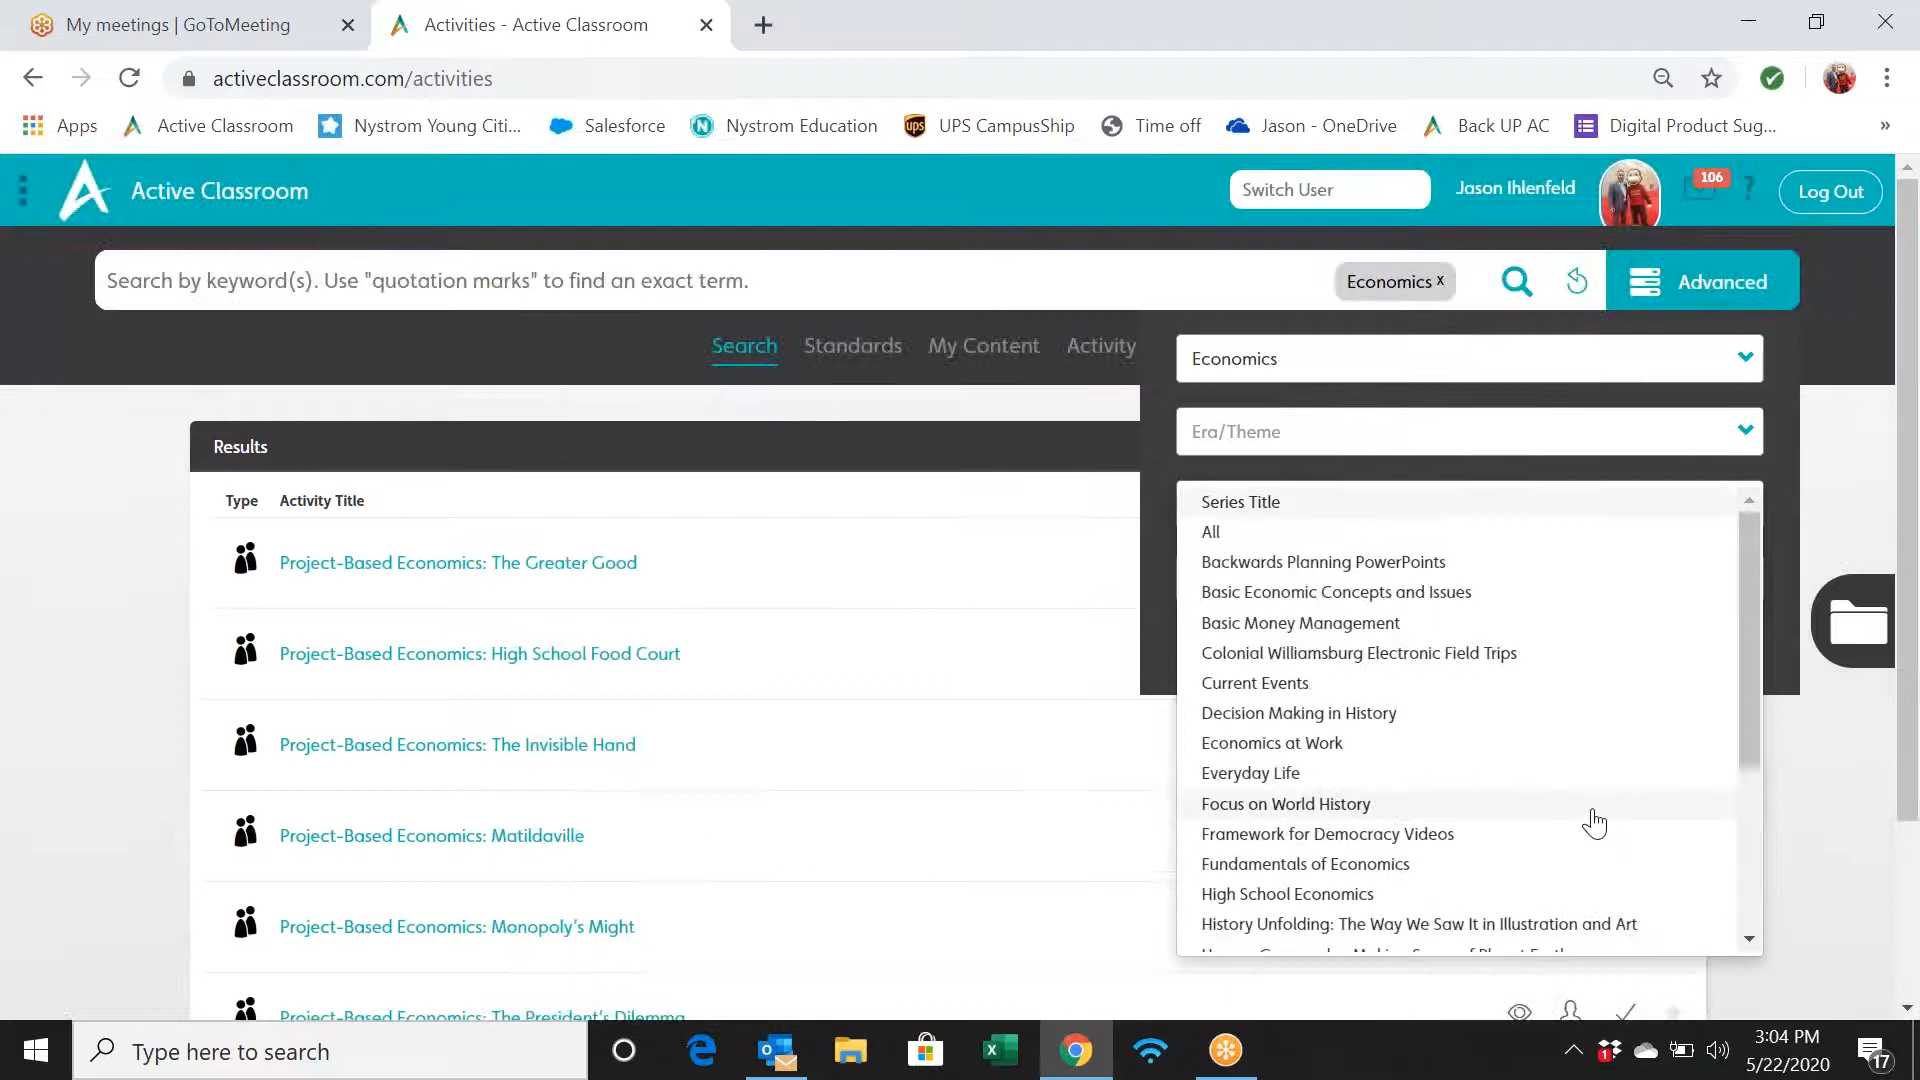 My meetings | GoToMeeting
Activities - Active Classroom
activeclassroom.com/activities
Apps
Active Classroom
Nystrom Young Citi...
Salesforce
Nystrom Education
ups
UPS CampusShip
Time off
Jason - OneDrive
Back UP AC
Digital Product Sug...
»
Active Classroom
Switch User
Jason Ihlenfeld
106
?
Log Out
Search by keyword(s). Use "quotation marks" to find an exact term.
Economics x
Advanced
Search
Standards
My Content
Activity
Economics
Era/Theme
Results
Type
Activity Title
Project-Based Economics: The Greater Good
Project-Based Economics: High School Food Court
Project-Based Economics: The Invisible Hand
Project-Based Economics: Matildaville
Project-Based Economics: Monopoly's Might
Project-Based Economics: The President's Dilemma
Series Title
All
Backwards Planning PowerPoints
Basic Economic Concepts and Issues
Basic Money Management
Colonial Williamsburg Electronic Field Trips
Current Events
Decision Making in History
Economics at Work
Everyday Life
Focus on World History
Framework for Democracy Videos
Fundamentals of Economics
High School Economics
History Unfolding: The Way We Saw It in Illustration and Art
Type here to search
3:04 PM
5/22/2020
1
17